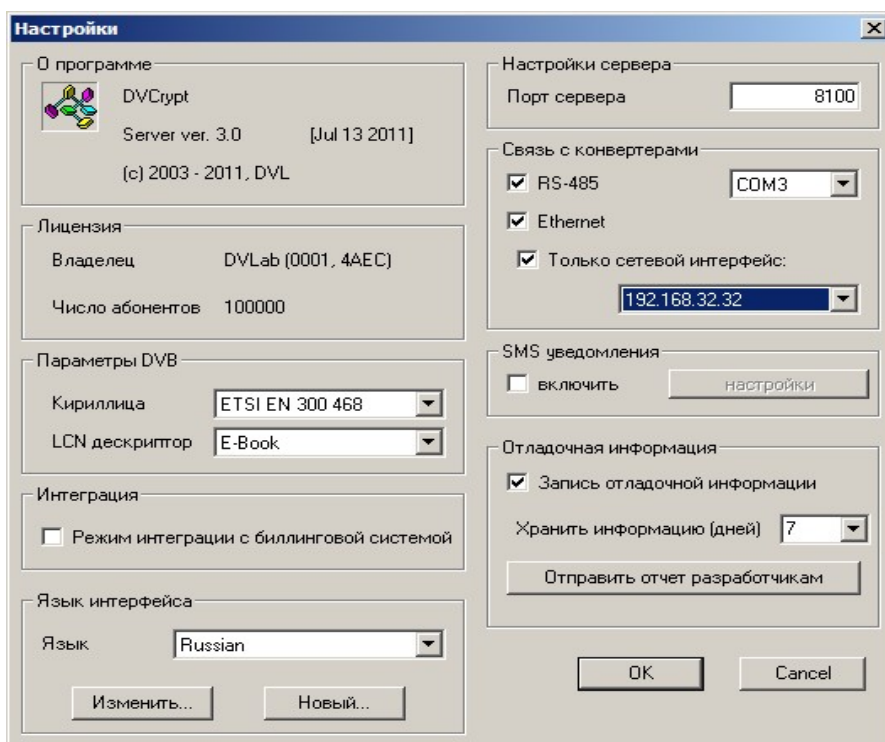 Настройки
О программе
DVCrypt
Server ver. 3.0 [Jul 13 2011]
(c) 2003 - 2011, DVL
Лицензия
Владелец DVLab (0001, 4AEC)
Число абонентов 100000
Параметры DVB
Кириллица ETSI EN 300 468
LCN дескриптор E-Book
Интеграция
Режим интеграции с биллинговой системой
Язык интерфейса
Язык Russian
Изменить... Новый...
Настройки сервера
Порт сервера 8100
Связь с конвертерами
RS-485 COM3
Ethernet
Только сетевой интерфейс:
192.168.32.32
SMS уведомления
включить настройки
Отладочная информация
Запись отладочной информации
Хранить информацию (дней) 7
Отправить отчет разработчикам
OK Cancel